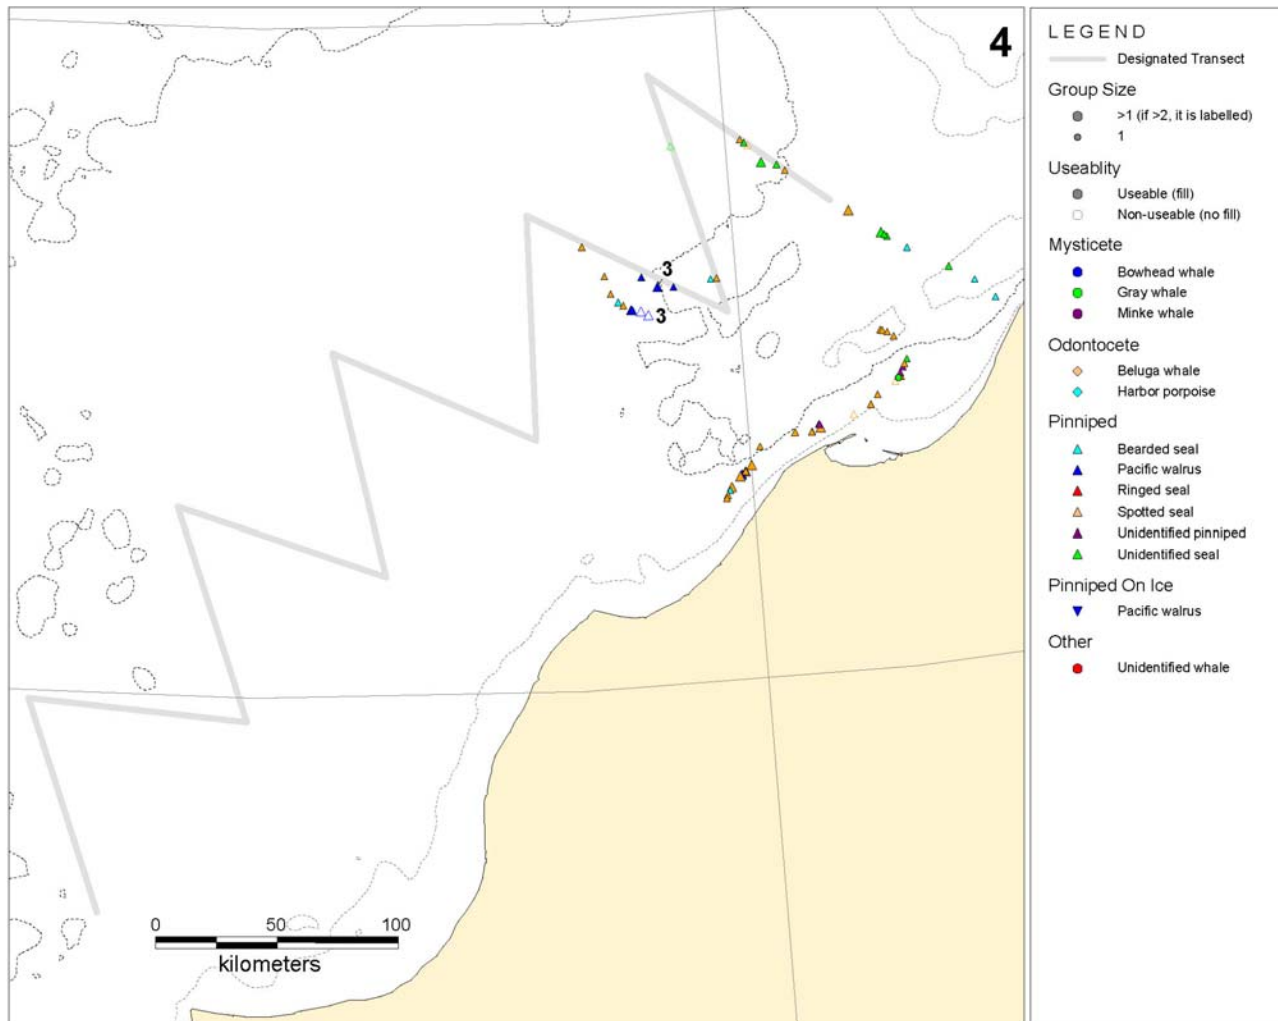 4
3
3
0 50 100
kilometers
LEGEND
Designated Transect
Group Size
>1 (if >2, it is labelled)
1
Useablity
Useable (fill)
Non-useable (no fill)
Mysticete
Bowhead whale
Gray whale
Minke whale
Odontocete
Beluga whale
Harbor porpoise
Pinniped
Bearded seal
Pacific walrus
Ringed seal
Spotted seal
Unidentified pinniped
Unidentified seal
Pinniped On Ice
Pacific walrus
Other
Unidentified whale